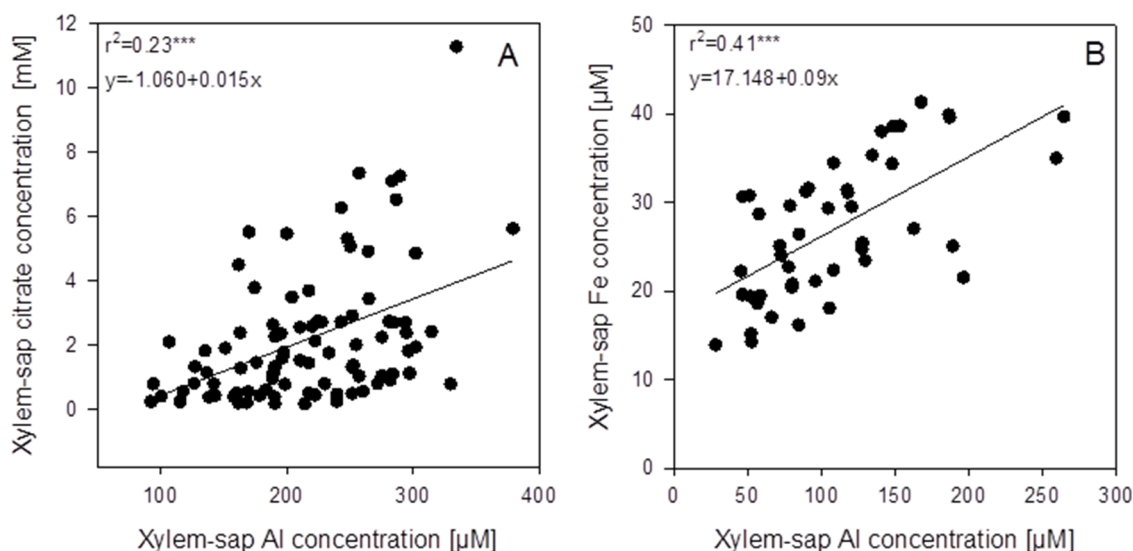 12
10
8
6
4
2
0
100
200
300
400
Xylem-sap citrate concentration [mM]
Xylem-sap Al concentration [µM]
r²=0.23***
y=-1.060+0.015x
A
50
40
30
20
10
0
0
50
100
150
200
250
300
Xylem-sap Fe concentration [µM]
Xylem-sap Al concentration [µM]
r²=0.41***
y=17.148+0.09x
B